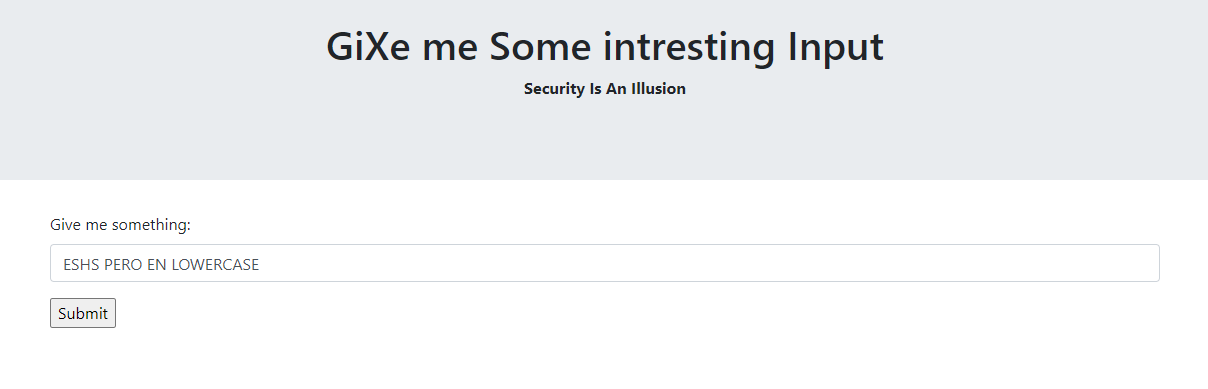 GiXe me Some intresting Input
Security Is An Illusion
Give me something:
ESHS PERO EN LOWERCASE
Submit